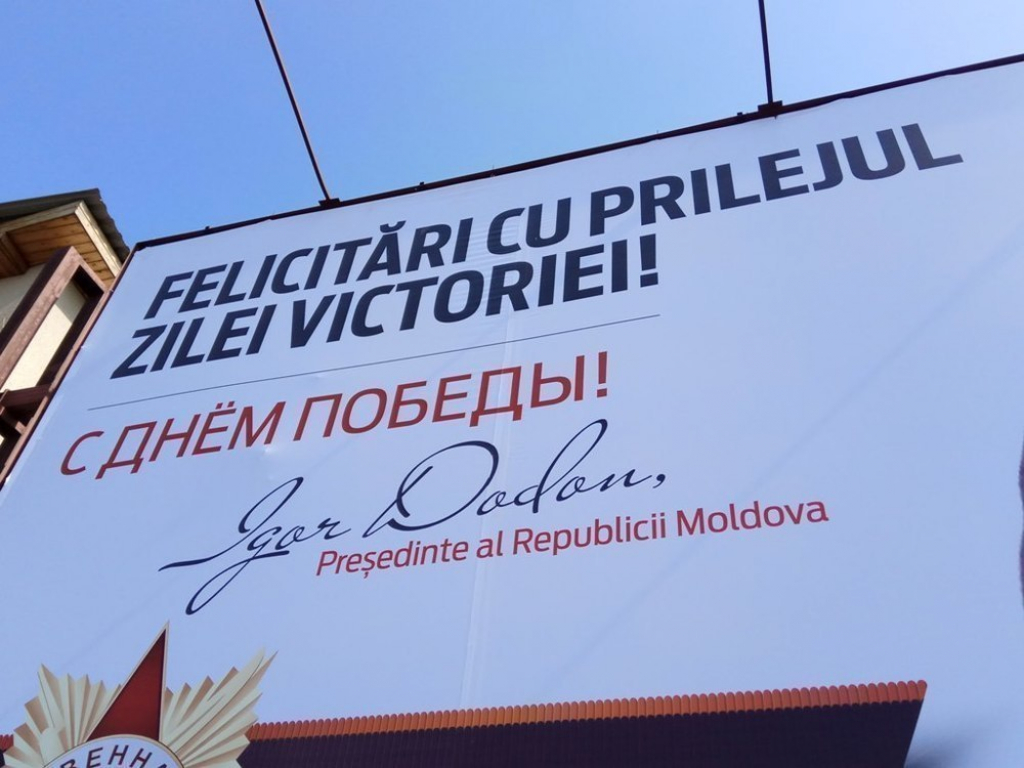 FELICITĂRI CU PRILEJUL
ZILEI VICTORIEI!
С ДНЁМ ПОБЕДЫ!
Igor Dodon,
Președinte al Republicii Moldova